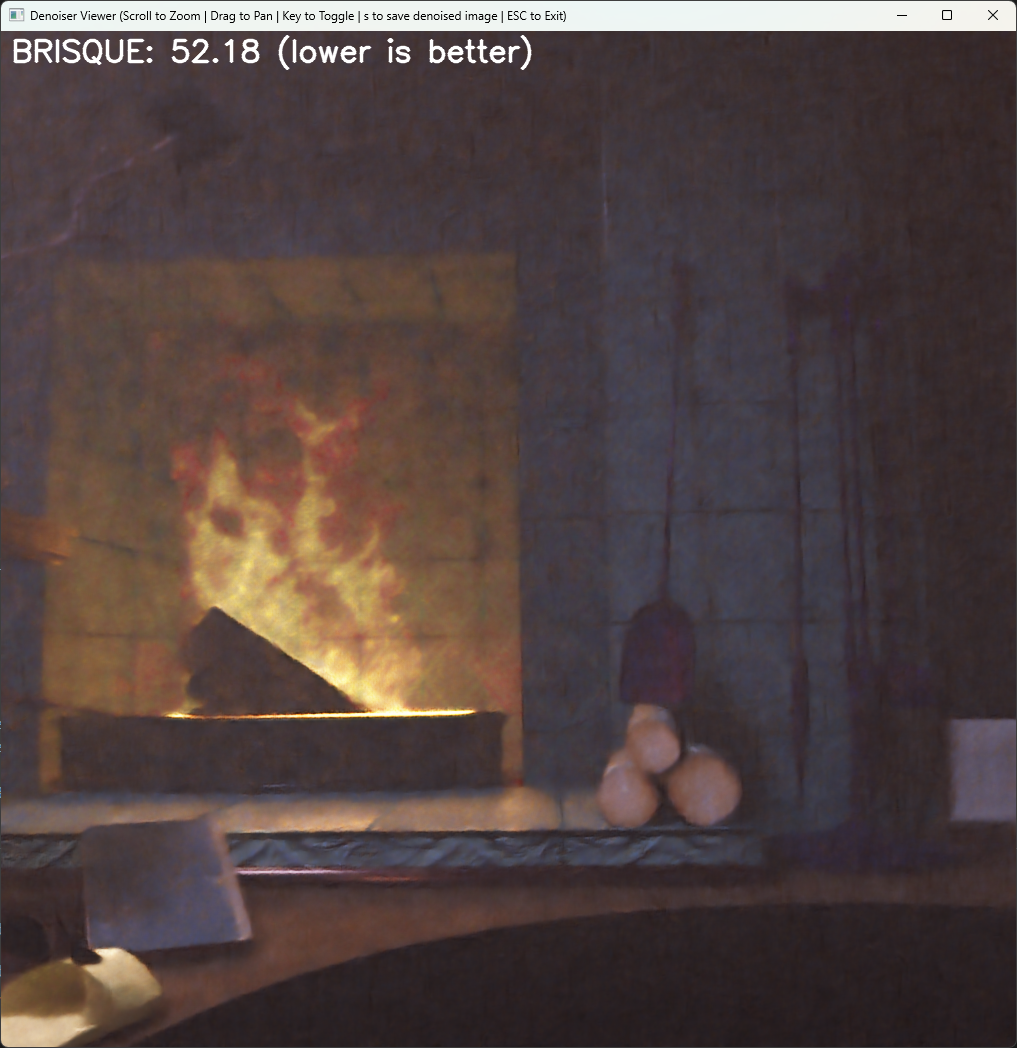 Denoiser Viewer (Scroll to Zoom | Drag to Pan | Key to Toggle | s to save denoised image | ESC to Exit)
BRISQUE: 52.18 (lower is better)